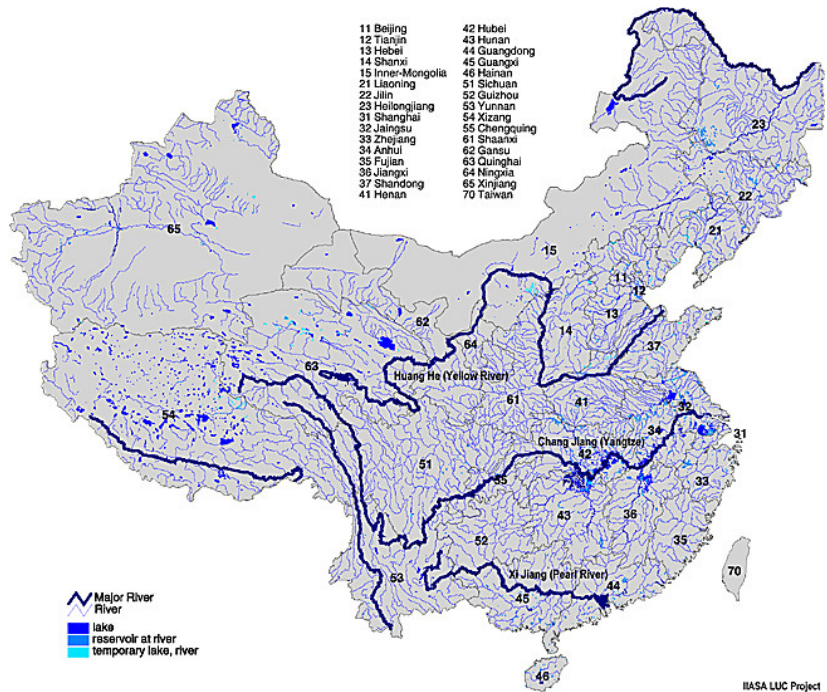 11 Beijing
12 Tianjin
13 Hebei
14 Shanxi
15 Inner-Mongolia
21 Liaoning
22 Jilin
23 Heilongjiang
31 Shanghai
32 Jaingsu
33 Zhejiang
34 Anhui
35 Fujian
36 Jiangxi
37 Shandong
41 Henan
42 Hubei
43 Hunan
44 Guangdong
45 Guangxi
46 Hainan
51 Sichuan
52 Guizhou
53 Yunnan
54 Xizang
55 Chengquing
61 Shaanxi
62 Gansu
63 Quinghai
64 Ningxia
65 Xinjiang
70 Taiwan
23
22
21
65
15
11
12
13
62
14
64
37
63
Huang He (Yellow River)
61
41
54
32
34
31
Chang Jiang (Yangtze)
42
51
55
33
43
36
52
35
Xi Jiang (Pearl River)
53
44
70
45
46
Major River
River
lake
reservoir at river
temporary lake, river
IIASA LUC Project